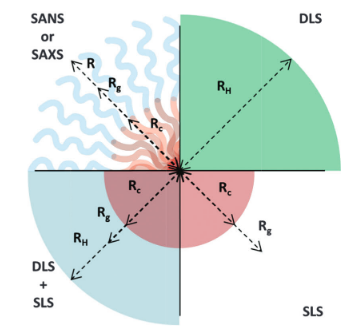 SANS
or
SAXS
DLS
R
Rg
Rc
RH
Rc
Rg
RH
Rc
Rg
DLS
+
SLS
SLS